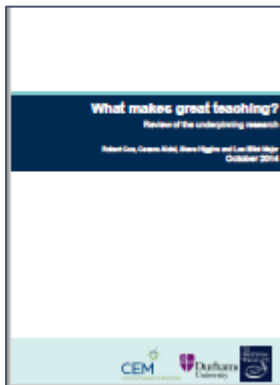 What makes great teaching?
Review of the underpinning research
Robert Coe, Cesare Aloisi, Steve Higgins and Lee Elliot Major
October 2014
CEM
Durham
University